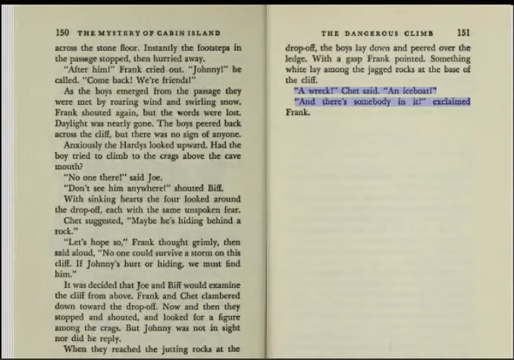 150 THE MYSTERY OF CABIN ISLAND
across the stone floor. Instantly the footsteps in
the passage stopped, then hurried away.
"After him!" Frank cried out. "Johnny!" he
called. "Come back! We're friends!"
As the boys emerged from the passage they
were met by roaring wind and swirling snow.
Frank shouted again, but the words were lost.
Daylight was nearly gone. The boys peered back
across the cliff, but there was no sign of anyone.
Anxiously the Hardys looked upward. Had the
boy tried to climb to the crags above the cave
mouth?
"No one there!" said Joe.
"Don't see him anywhere!" shouted Biff.
With sinking hearts the four looked around
the drop-off, each with the same unspoken fear.
Chet suggested, "Maybe he's hiding behind a
rock."
"Let's hope so," Frank thought grimly, then
said aloud, "No one could survive a storm on this
cliff. If Johnny's hurt or hiding, we must find
him."
It was decided that Joe and Biff would examine
the cliff from above. Frank and Chet clambered
down toward the drop-off. Now and then they
stopped and shouted, and looked for a figure
among the crags. But Johnny was not in sight
nor did he reply.
When they reached the jutting rocks at the
THE DANGEROUS CLIMB 151
drop-off, the boys lay down and peered over the
ledge. With a gasp Frank pointed. Something
white lay among the jagged rocks at the base of
the cliff.
"A wreck!" Chet said. "An iceboat!"
"And there's somebody in it!" exclaimed
Frank.